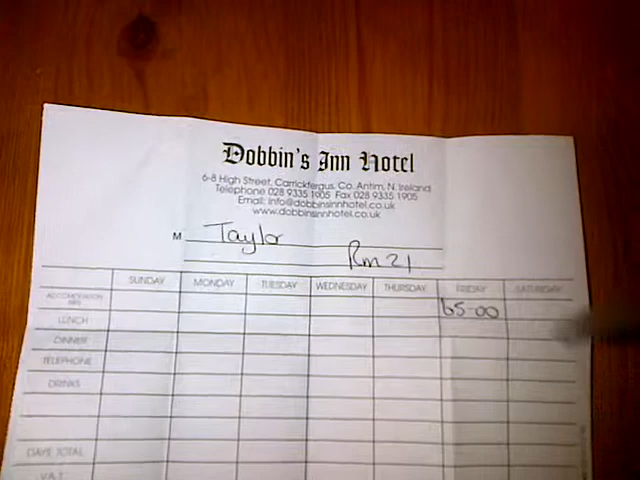 Dobbin's Inn Hotel
6-8 High Street, Carrickfergus, Co. Antim, N. Ireland
Telephone 028 9335 1905 Fax 028 9335 1905
Email: info@dobbinsinnhotel.co.uk
www.dobbinsinnhotel.co.uk
M Taylor
Rm 21
SUNDAY MONDAY TUESDAY WEDNESDAY THURSDAY FRIDAY SATURDAY
ACCOMODATION 65-00
LUNCH
DINNER
TELEPHONE
DRINKS
DAYS TOTAL
V.A.T